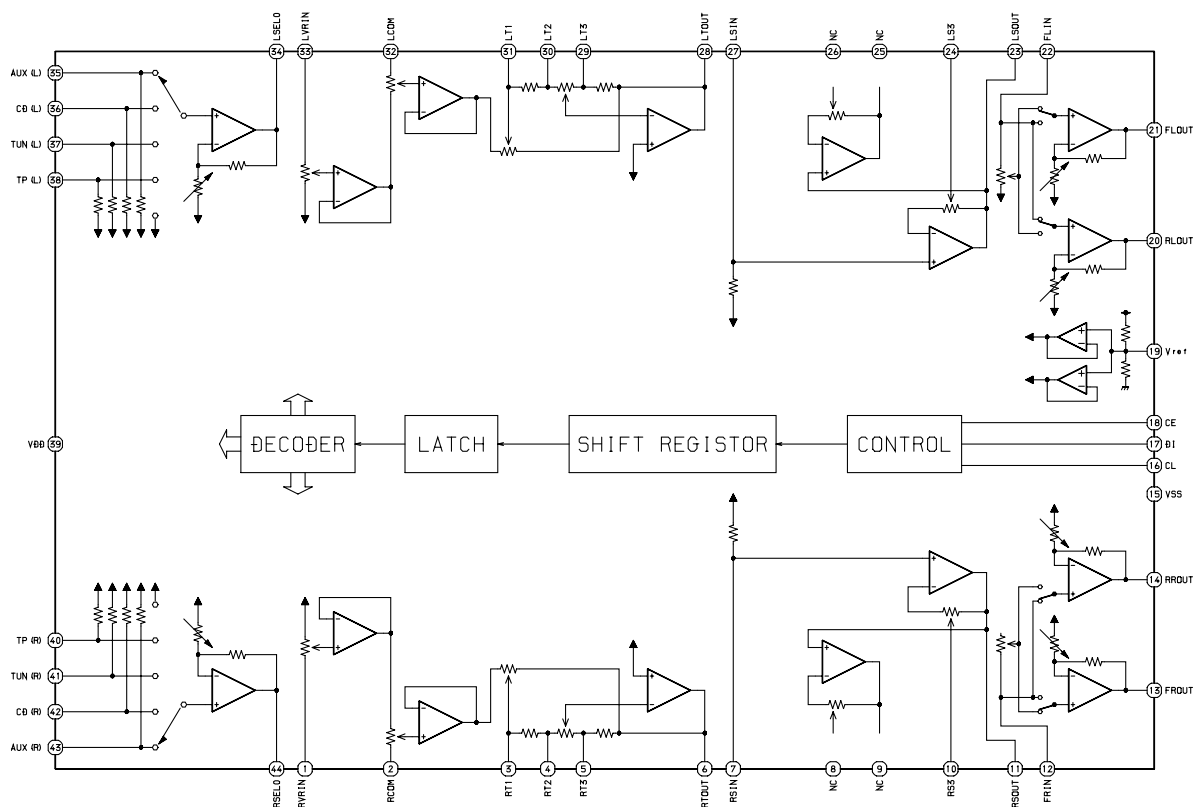 LSELO
34
LVRIN
33
LCOM
32
LT1
31
LT2
30
LT3
29
LTOUT
28
LSIN
27
NC
26
NC
25
LS3
24
LSOUT
23
FLIN
22
AUX (L) 35
CD (L) 36
TUN (L) 37
TP (L) 38
21 FLOUT
20 RLOUT
19 Vref
VDD 39
DECODER
LATCH
SHIFT REGISTOR
CONTROL
18 CE
17 DI
16 CL
15 VSS
14 RROUT
13 FROUT
TP (R) 40
TUN (R) 41
CD (R) 42
AUX (R) 43
44
RSELO
1
RVRIN
2
RCOM
3
RT1
4
RT2
5
RT3
6
RTOUT
7
RSIN
8
NC
9
NC
10
RS3
11
RSOUT
12
FRIN